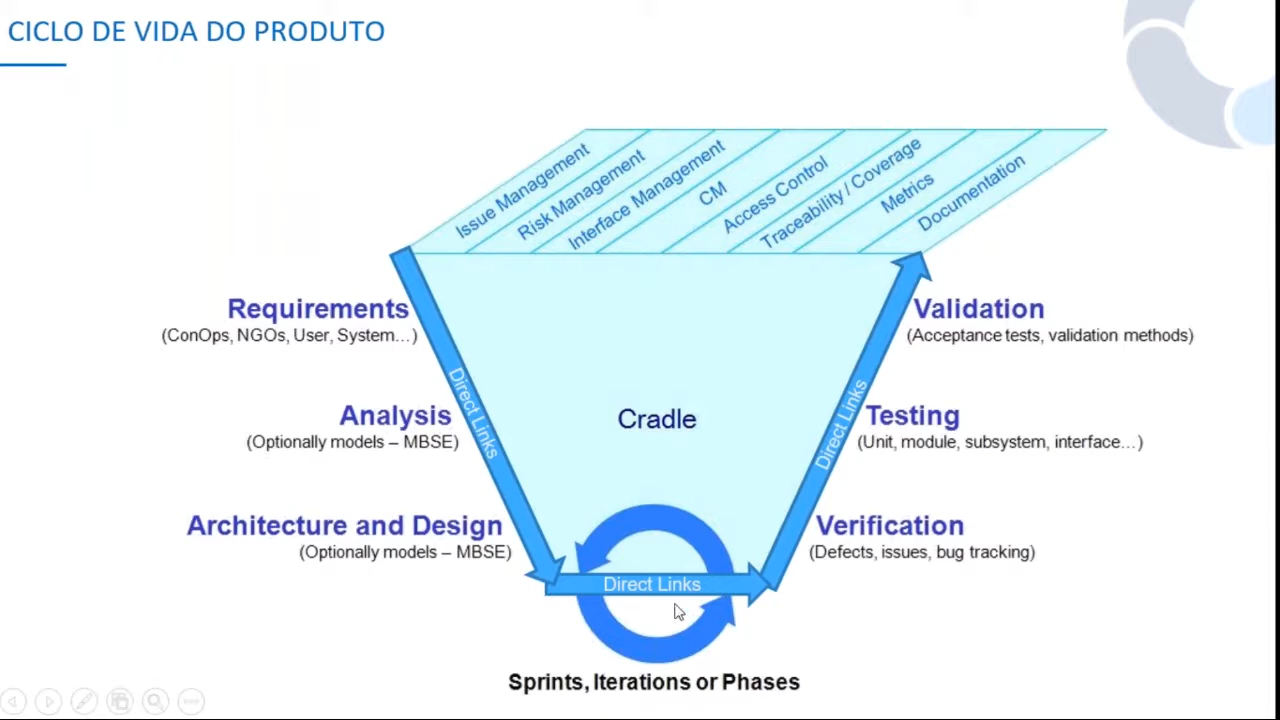 CICLO DE VIDA DO PRODUTO
Issue Management
Risk Management
Interface Management
CM
Access Control
Traceability / Coverage
Metrics
Documentation
Requirements
(ConOps, NGOs, User, System...)
Validation
(Acceptance tests, validation methods)
Direct Links
Direct Links
Analysis
(Optionally models – MBSE)
Cradle
Testing
(Unit, module, subsystem, interface...)
Architecture and Design
(Optionally models – MBSE)
Verification
(Defects, issues, bug tracking)
Direct Links
Sprints, Iterations or Phases